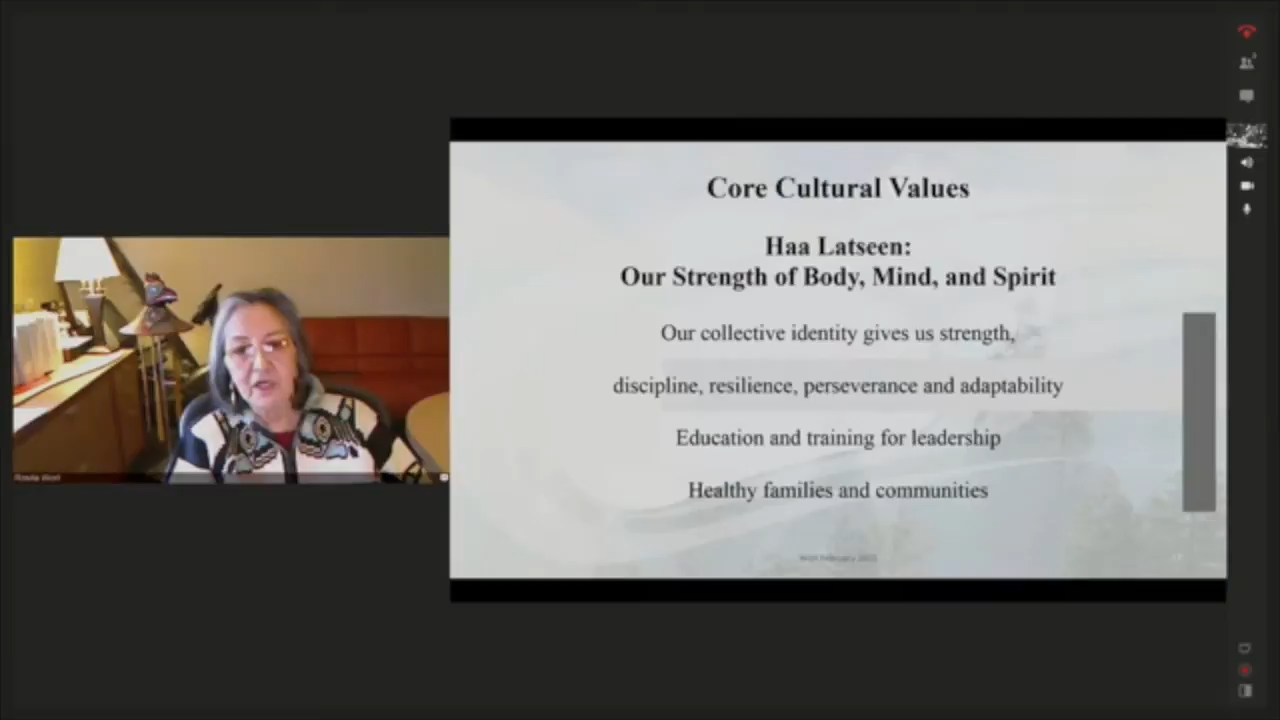 Core Cultural Values
Haa Latseen:
Our Strength of Body, Mind, and Spirit
Our collective identity gives us strength,
discipline, resilience, perseverance and adaptability
Education and training for leadership
Healthy families and communities